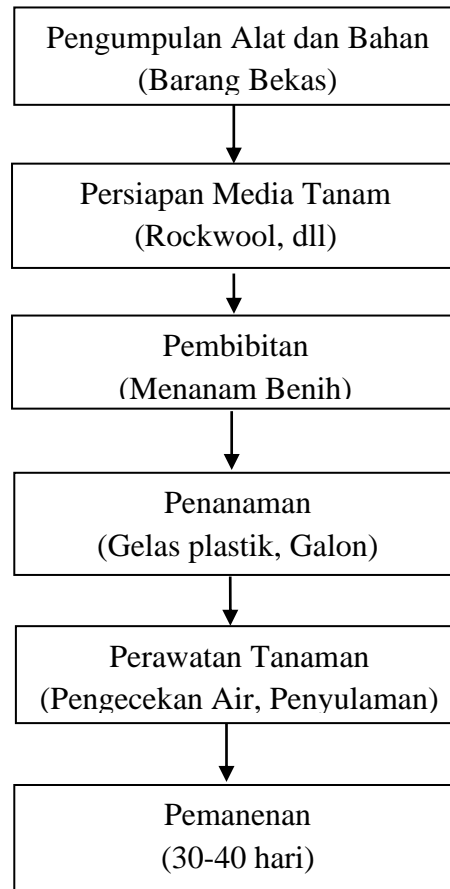 Pengumpulan Alat dan Bahan
(Barang Bekas)
Persiapan Media Tanam
(Rockwool, dll)
Pembibitan
(Menanam Benih)
Penanaman
(Gelas plastik, Galon)
Perawatan Tanaman
(Pengecekan Air, Penyulaman)
Pemanenan
(30-40 hari)